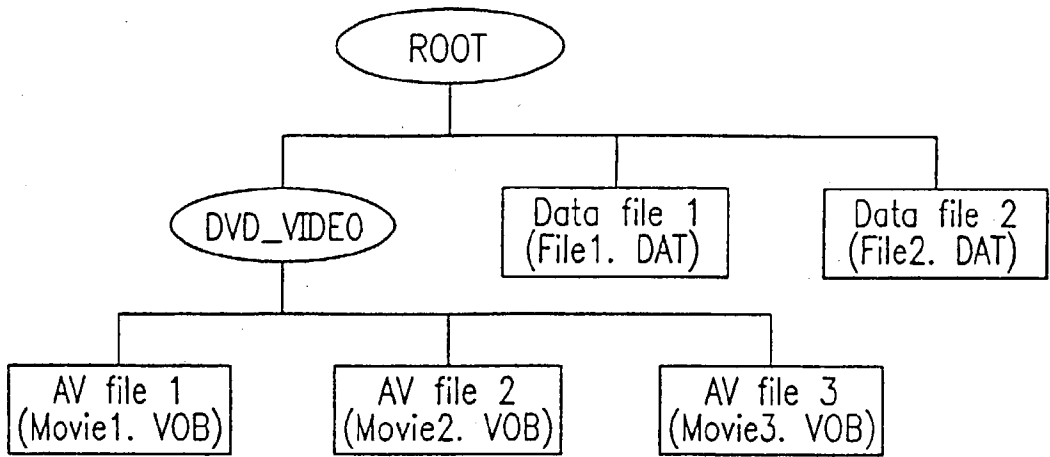 ROOT
DVD_VIDEO
Data file 1
(File1. DAT)
Data file 2
(File2. DAT)
AV file 1
(Movie1. VOB)
AV file 2
(Movie2. VOB)
AV file 3
(Movie3. VOB)